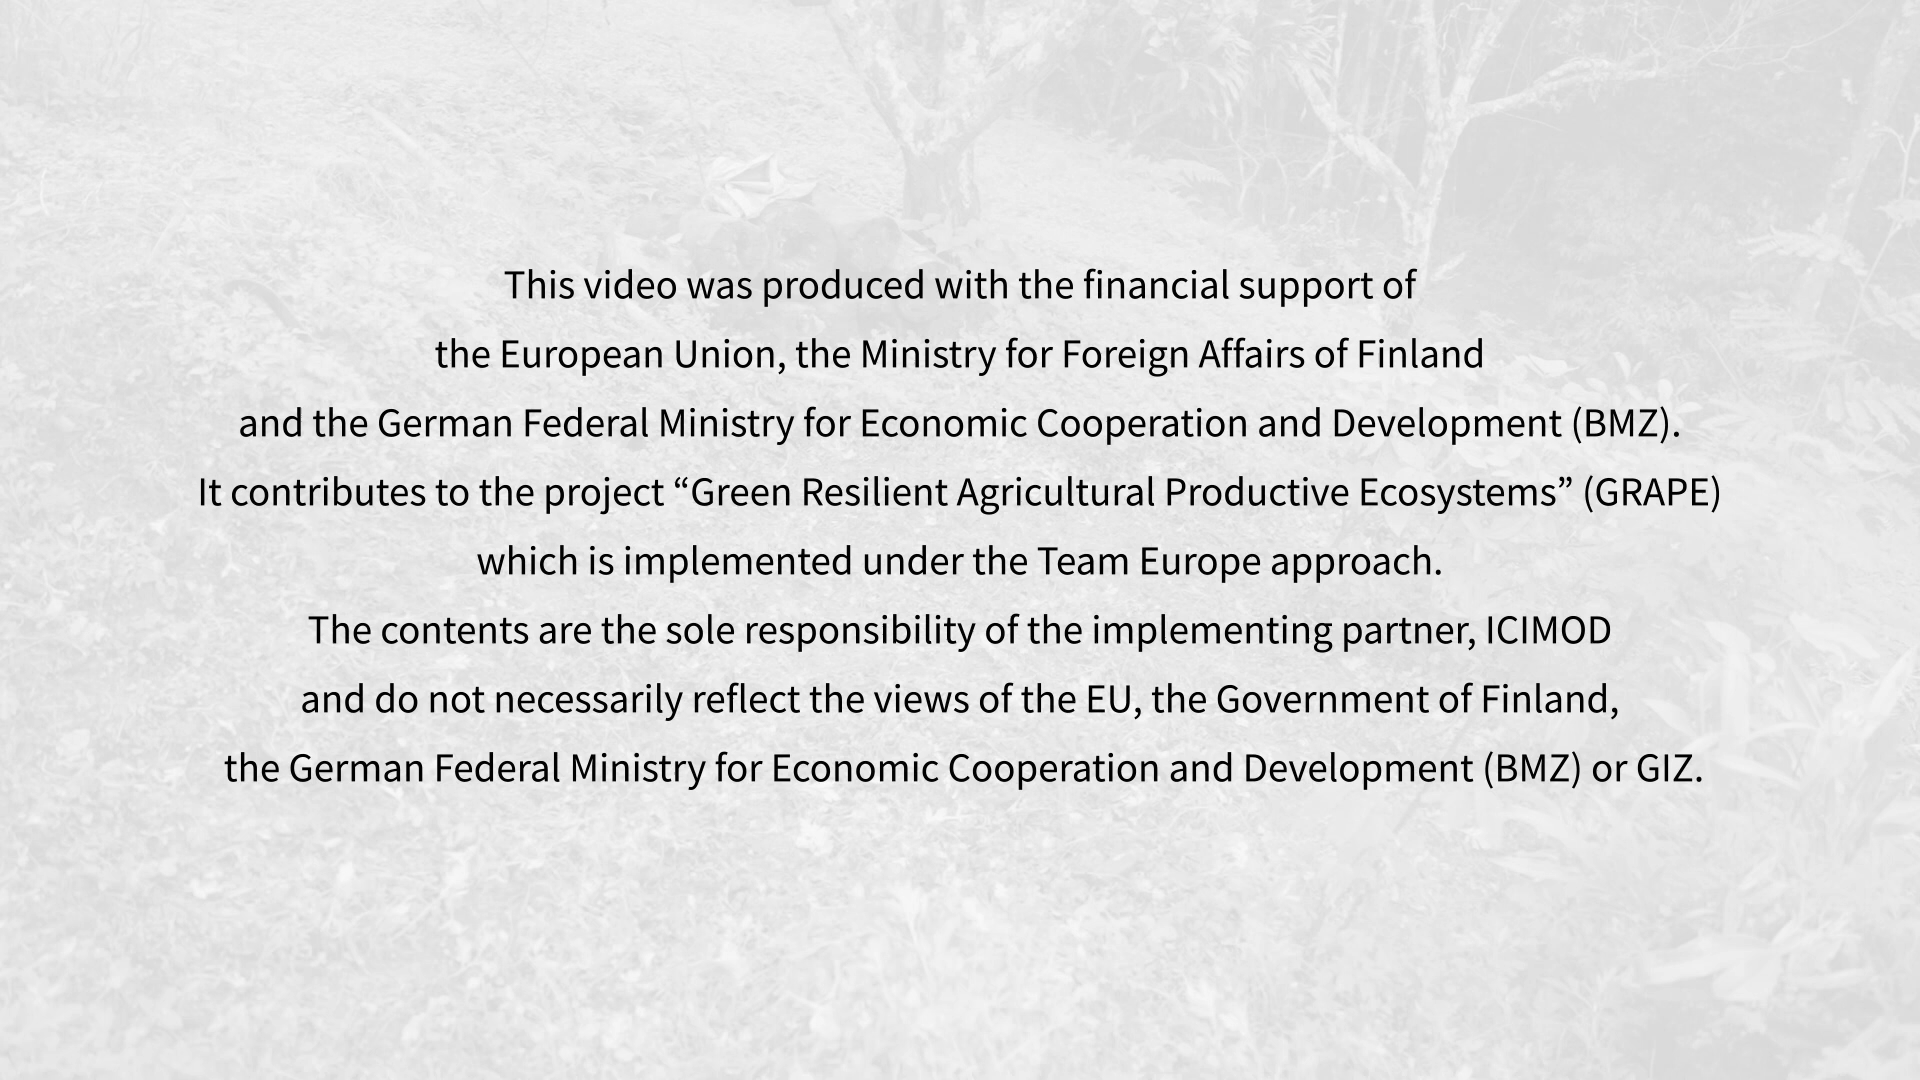 This video was produced with the financial support of
the European Union, the Ministry for Foreign Affairs of Finland
and the German Federal Ministry for Economic Cooperation and Development (BMZ).
It contributes to the project “Green Resilient Agricultural Productive Ecosystems” (GRAPE)
which is implemented under the Team Europe approach.
The contents are the sole responsibility of the implementing partner, ICIMOD
and do not necessarily reflect the views of the EU, the Government of Finland,
the German Federal Ministry for Economic Cooperation and Development (BMZ) or GIZ.